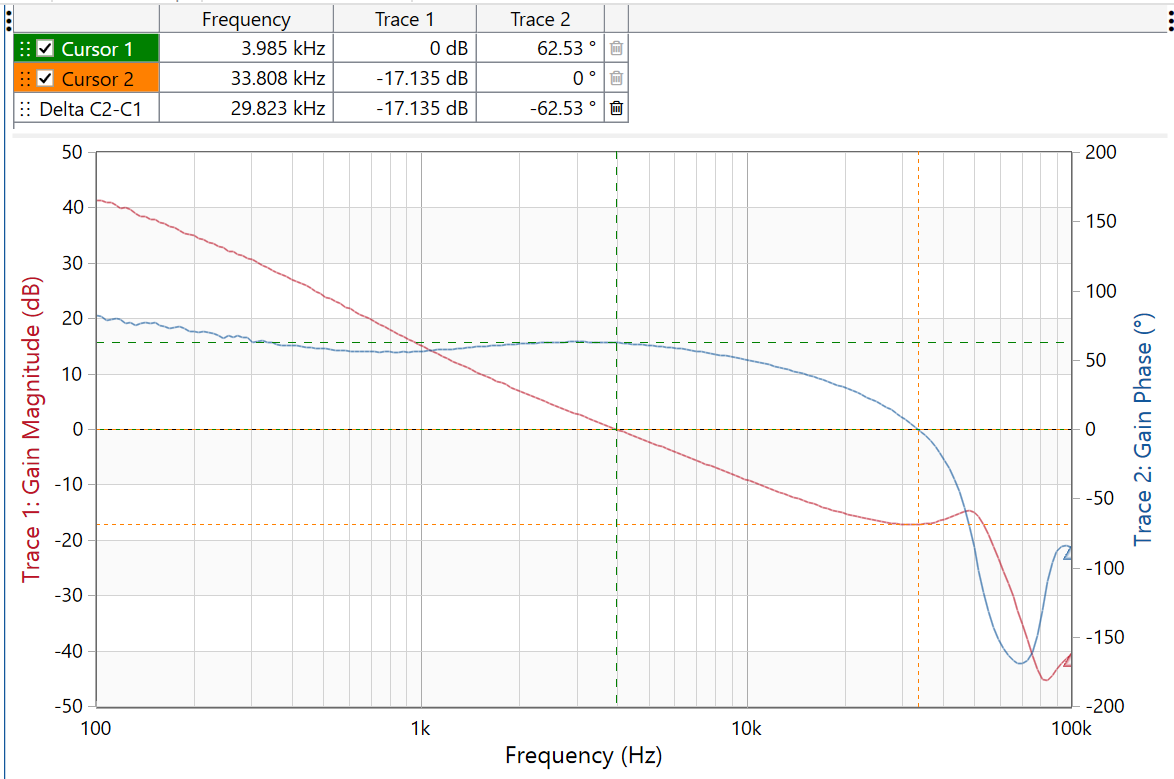 Frequency Trace 1 Trace 2
Cursor 1 3.985 kHz 0 dB 62.53 °
Cursor 2 33.808 kHz -17.135 dB 0 °
Delta C2-C1 29.823 kHz -17.135 dB -62.53 °
50 200
40 150
30 100
20 50
10 0
0 -50
-10 -100
-20 -150
-30 -200
-40
-50
Trace 1: Gain Magnitude (dB)
Trace 2: Gain Phase (°)
100 1k 10k 100k
Frequency (Hz)